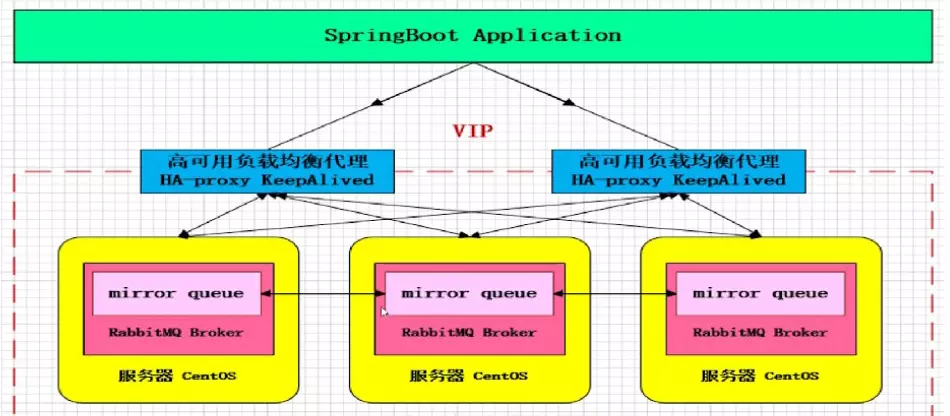 SpringBoot Application
VIP
高可用负载均衡代理
HA-proxy KeepAlived
高可用负载均衡代理
HA-proxy KeepAlived
mirror queue
RabbitMQ Broker
服务器 CentOS
mirror queue
RabbitMQ Broker
服务器 CentOS
mirror queue
RabbitMQ Broker
服务器 CentOS